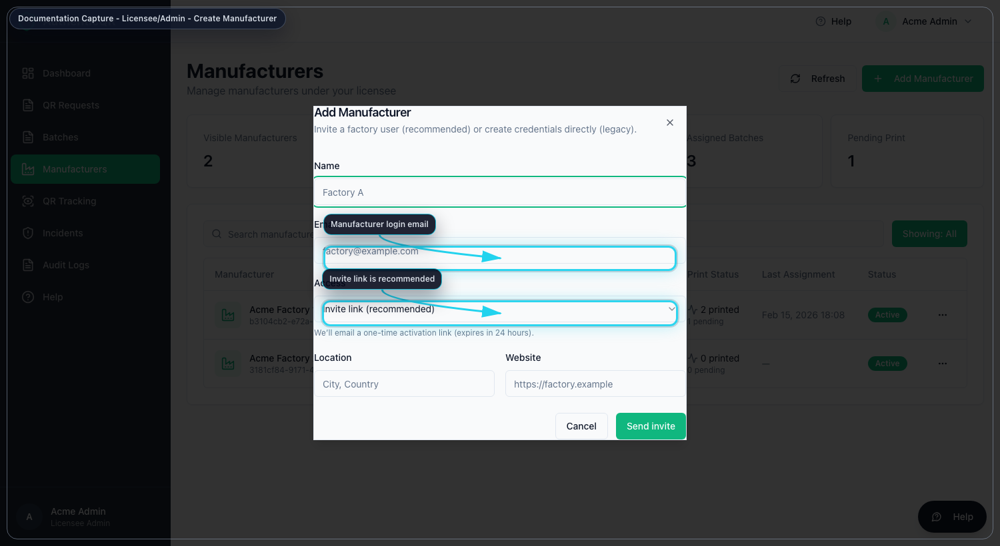 Documentation Capture - Licensee/Admin - Create Manufacturer
Help
A
Acme Admin
Dashboard
QR Requests
Batches
Manufacturers
QR Tracking
Incidents
Audit Logs
Help
A
Acme Admin
Licensee Admin
Manufacturers
Manage manufacturers under your licensee
Refresh
+ Add Manufacturer
Visible Manufacturers
2
Assigned Batches
3
Pending Print
1
Search manufacture
Showing: All
Manufacturer
Print Status
Last Assignment
Status
Acme Factory
b3104cb2-e72a-
2 printed
1 pending
Feb 15, 2026 18:08
Active
Acme Factory
3181cf84-9171-4
0 printed
0 pending
—
Active
Add Manufacturer
Invite a factory user (recommended) or create credentials directly (legacy).
Name
Factory A
Manufacturer login email
factory@example.com
Invite link is recommended
Invite link (recommended)
We'll email a one-time activation link (expires in 24 hours).
Location
Website
City, Country
https://factory.example
Cancel
Send invite
Help